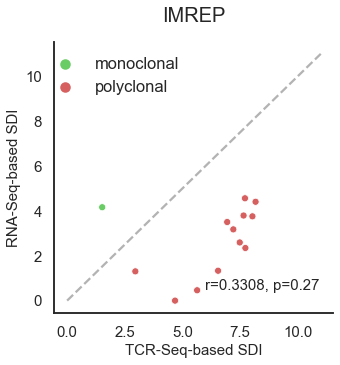 IMREP
monoclonal
polyclonal
RNA-Seq-based SDI
10
8
6
4
2
0
r=0.3308, p=0.27
0.0 2.5 5.0 7.5 10.0
TCR-Seq-based SDI